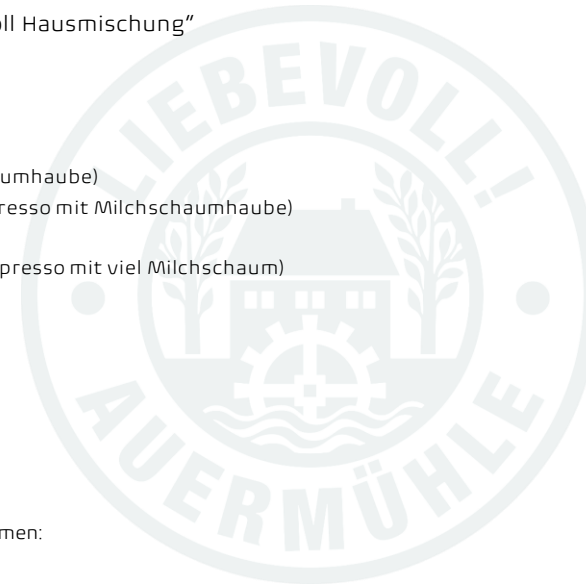 ll Hausmischung“
umhaube)
resso mit Milchschaumhaube)
presso mit viel Milchschaum)
men:
LIEBEVOLL!
AUERMÜHLE